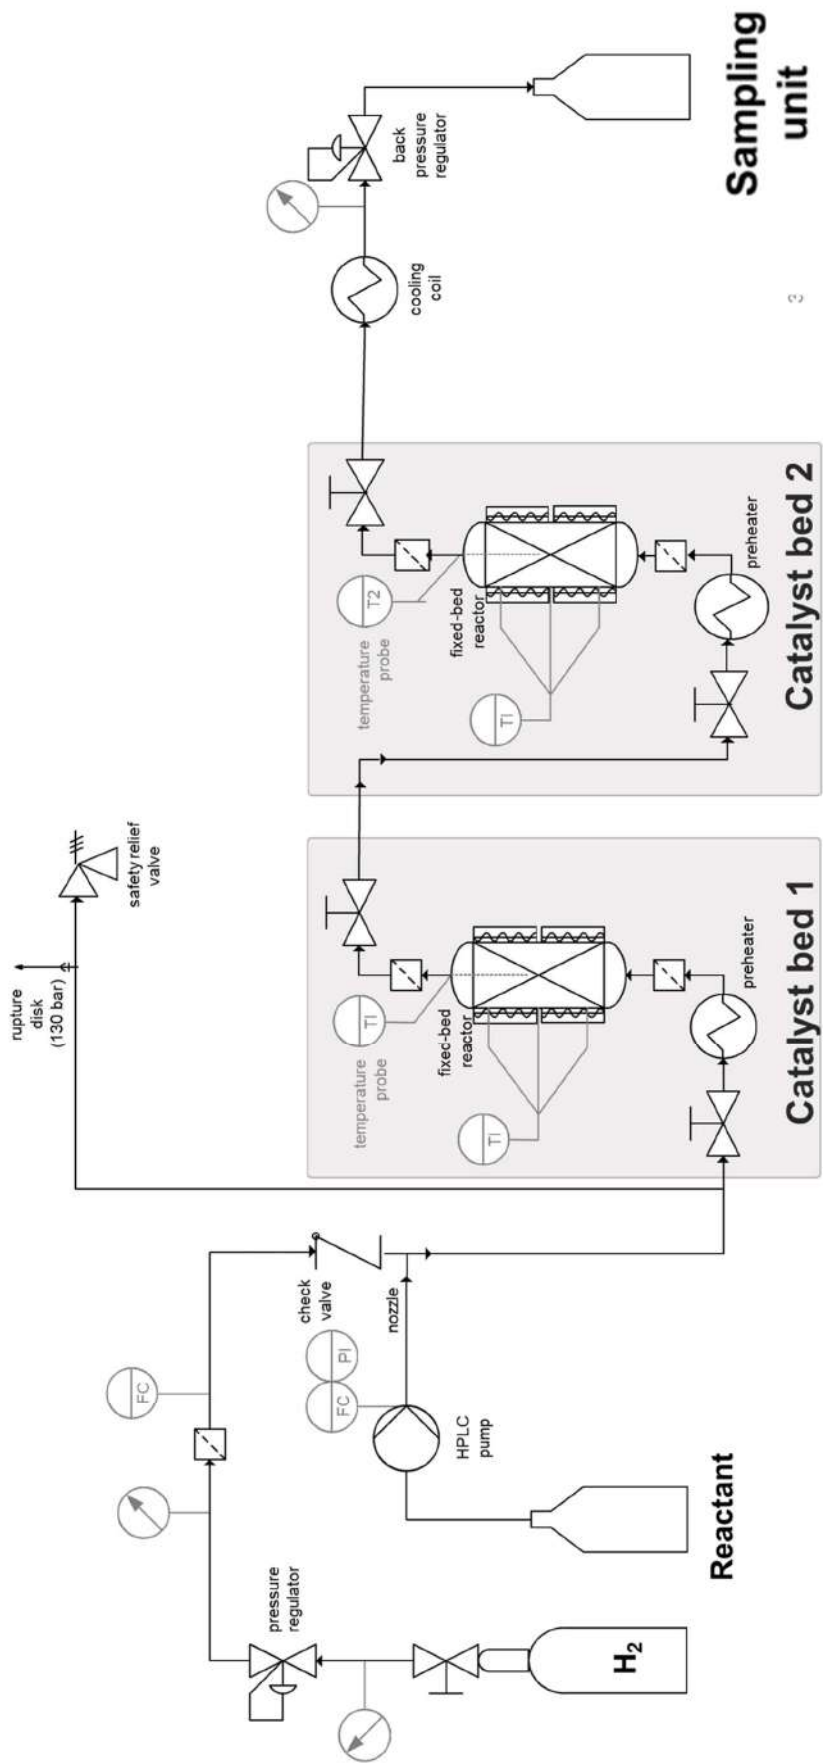 H2
pressure
regulator
FC
Reactant
HPLC
pump
FC
PI
nozzle
check
valve
rupture
disk
(130 bar)
safety relief
valve
temperature
probe
TI
TI
fixec-bed
reactor
preheater
Catalyst bed 1
temperature
probe
T2
TI
fixed-bed
reactor
preheater
Catalyst bed 2
cooling
coil
back
pressure
regulator
Sampling
unit
3